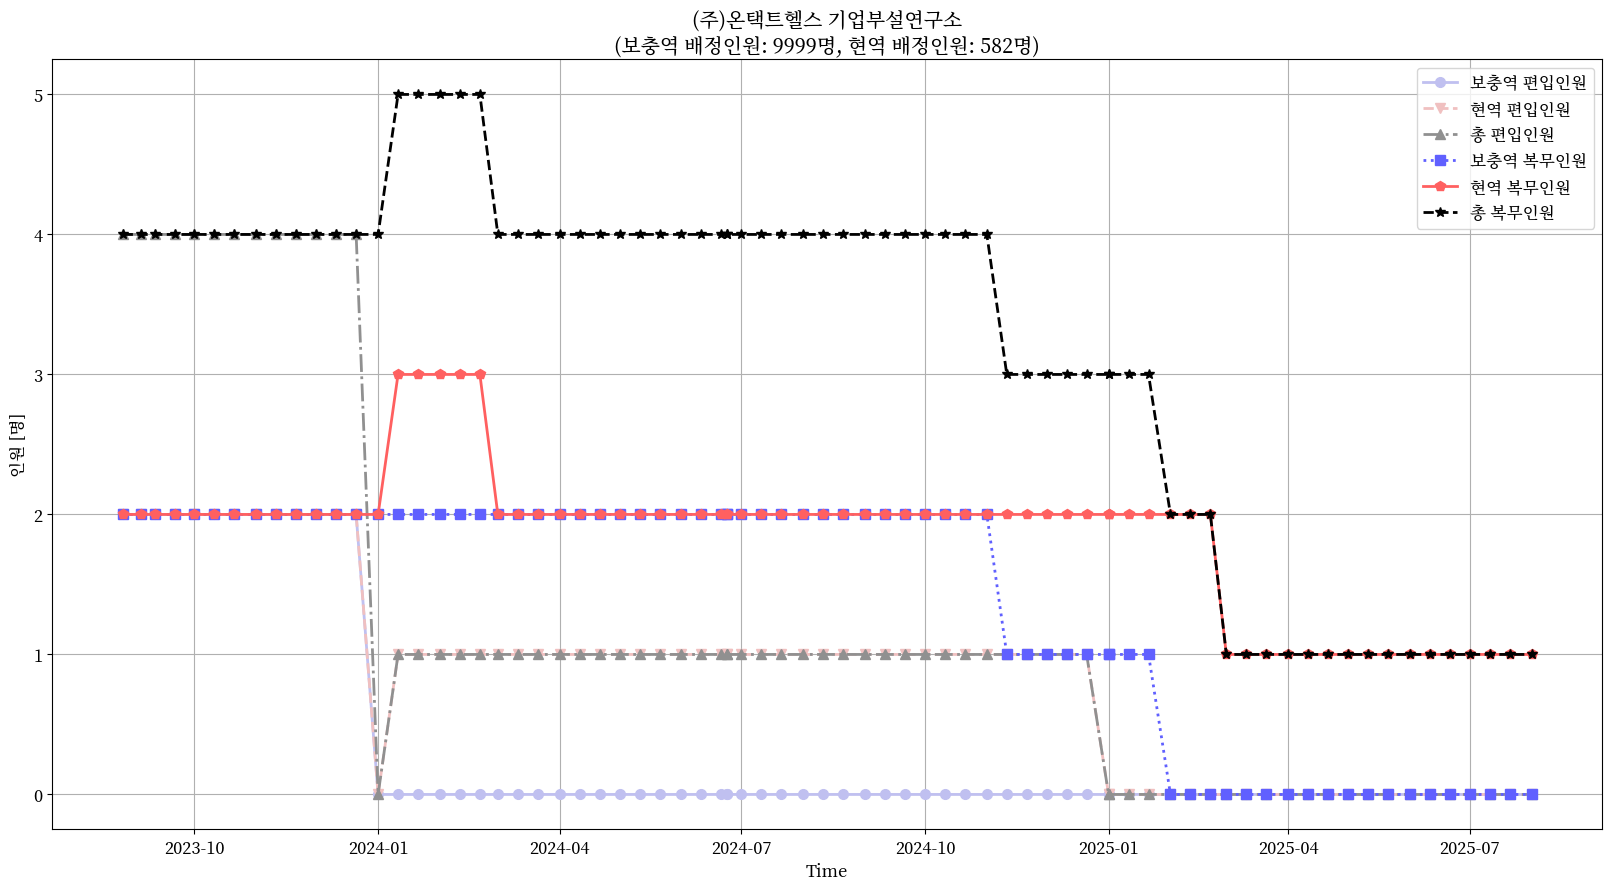 (주)온택트헬스 기업부설연구소
(보충역 배정인원: 9999명, 현역 배정인원: 582명)
보충역 편입인원
현역 편입인원
총 편입인원
보충역 복무인원
현역 복무인원
총 복무인원
인원 [명]
5
4
3
2
1
0
2023-10
2024-01
2024-04
2024-07
2024-10
2025-01
2025-04
2025-07
Time